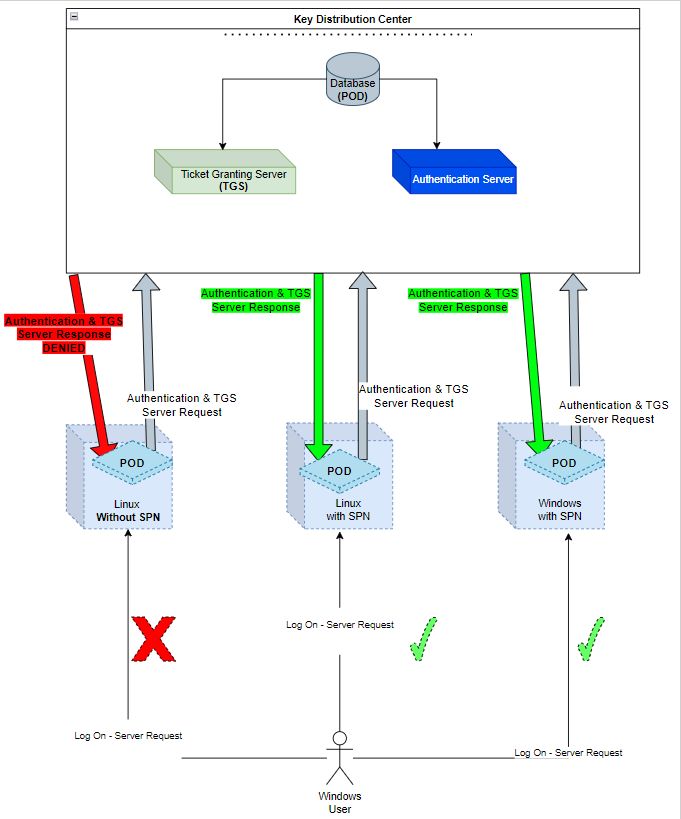 Key Distribution Center
Database
(POD)
Ticket Granting Server
(TGS)
Authentication Server
Authentication & TGS
Server Response
DENIED
Authentication & TGS
Server Request
Authentication & TGS
Server Response
Authentication & TGS
Server Request
Authentication & TGS
Server Response
Authentication & TGS
Server Request
POD
Linux
Without SPN
POD
Linux
with SPN
POD
Windows
with SPN
Log On - Server Request
Log On - Server Request
Log On - Server Request
Windows
User